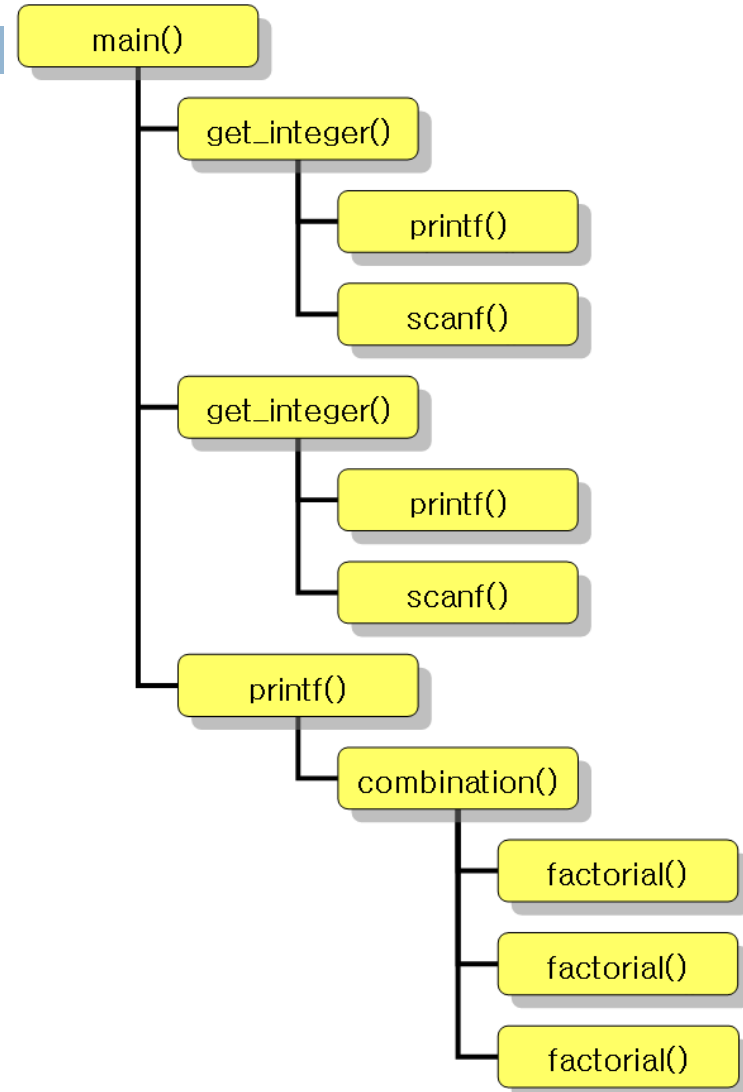 main()
get_integer()
printf()
scanf()
get_integer()
printf()
scanf()
printf()
combination()
factorial()
factorial()
factorial()